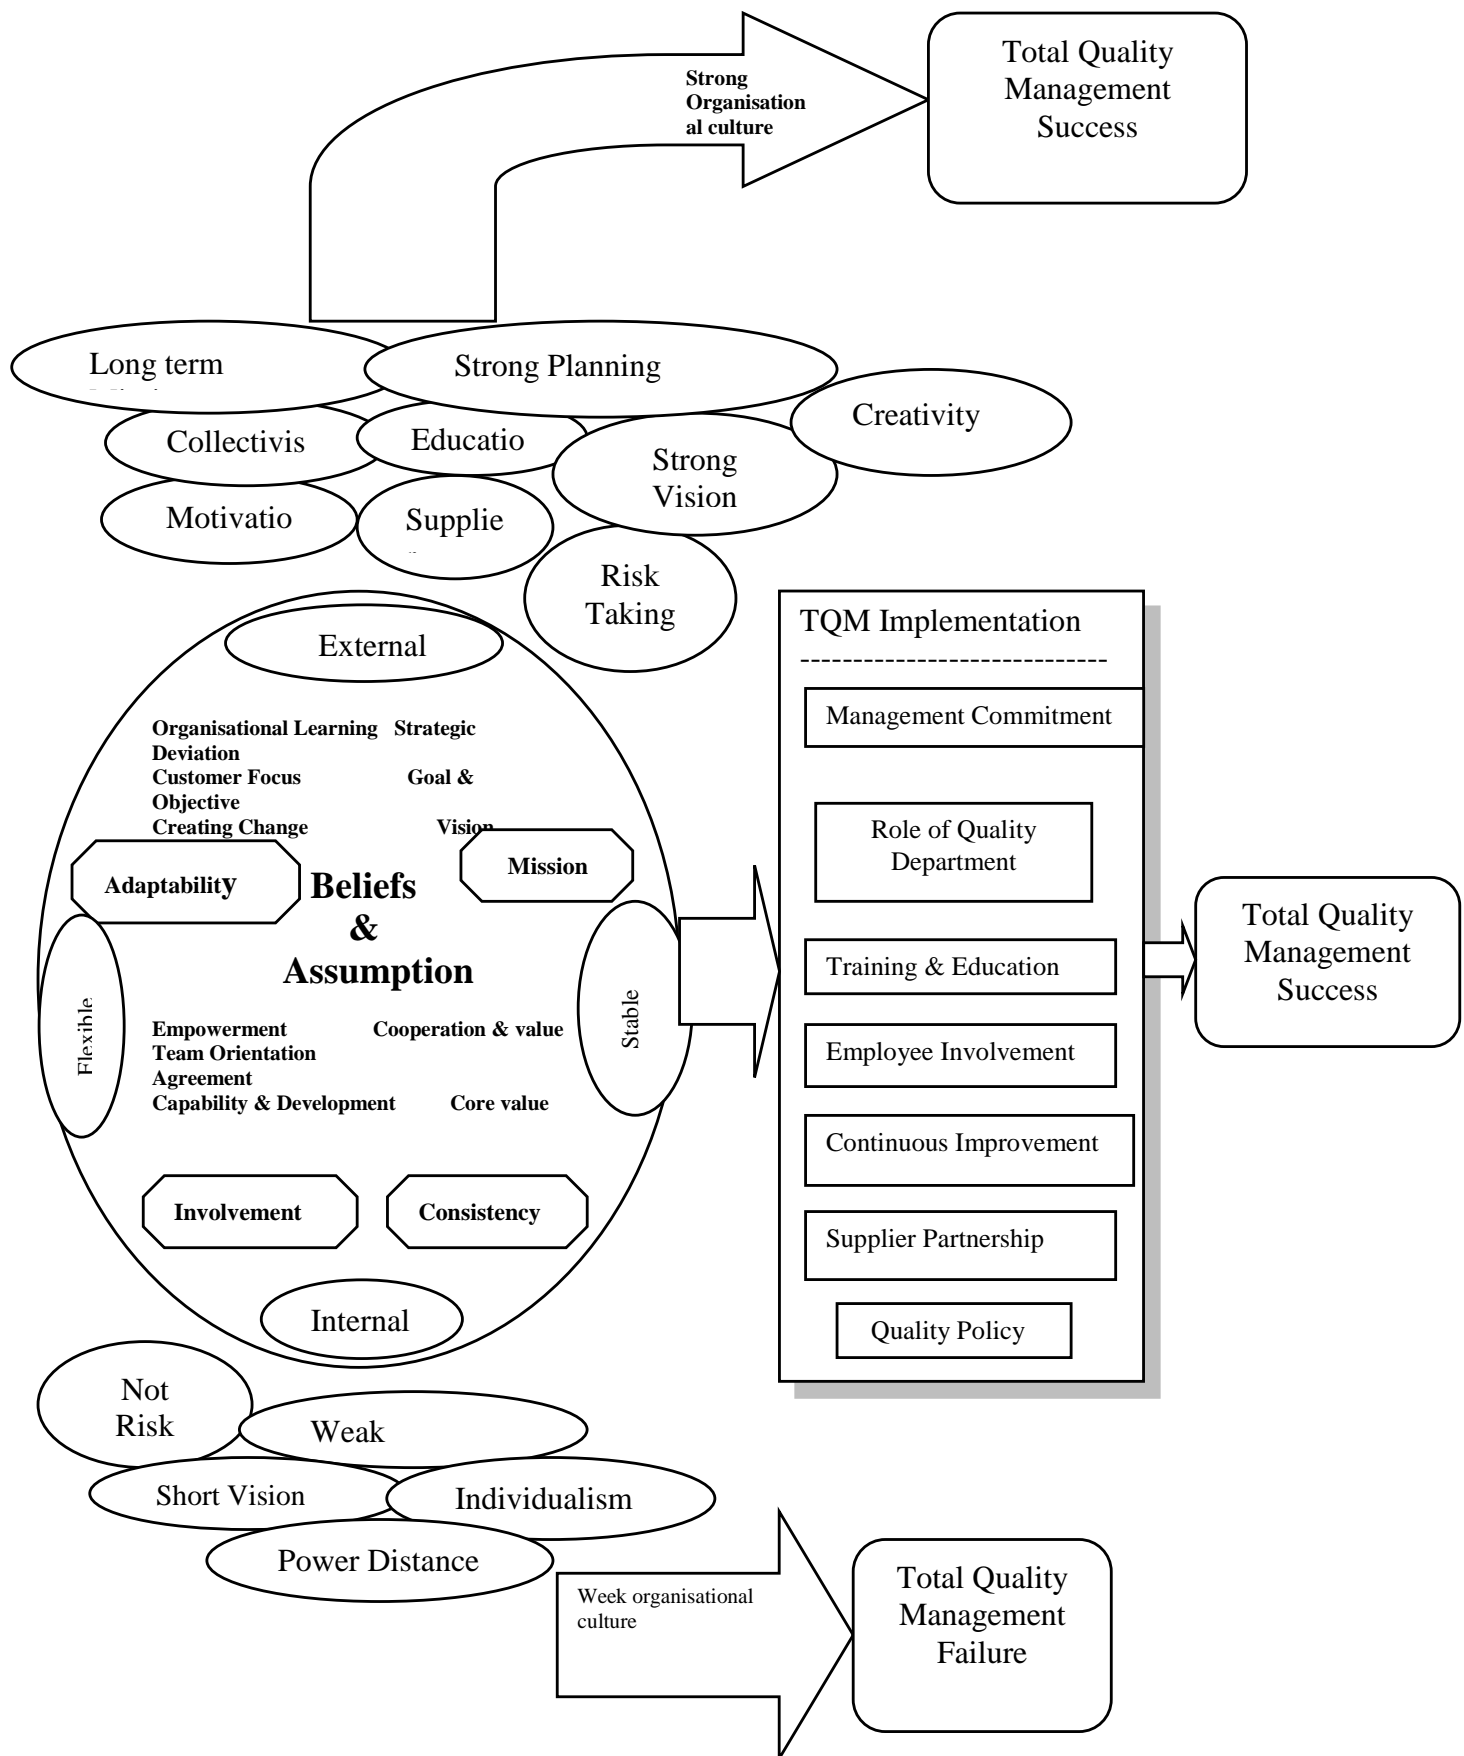 Strong
Organisation
al culture
Total Quality
Management
Success
Long term
Strong Planning
Creativity
Collectivis
Educatio
Strong
Vision
Motivatio
Supplie
Risk
Taking
External
Organisational Learning Strategic
Deviation
Customer Focus Goal &
Objective
Creating Change Vision
Adaptability
Mission
Beliefs
&
Assumption
Flexible
Stable
Empowerment Cooperation & value
Team Orientation
Agreement
Capability & Development Core value
Involvement
Consistency
Internal
TQM Implementation
-----------------------------
Management Commitment
Role of Quality
Department
Training & Education
Employee Involvement
Continuous Improvement
Supplier Partnership
Quality Policy
Total Quality
Management
Success
Not
Risk
Weak
Short Vision
Individualism
Power Distance
Week organisational
culture
Total Quality
Management
Failure